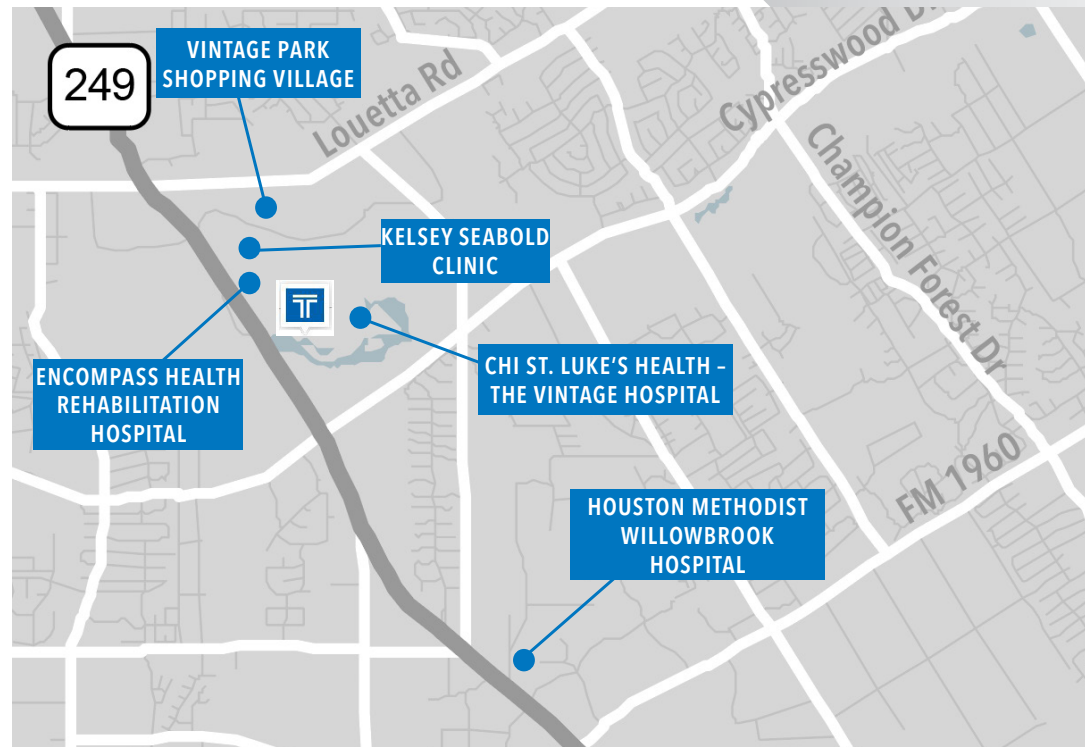 249
VINTAGE PARK
SHOPPING VILLAGE
Louetta Rd
Cypresswood Dr
Champion Forest Dr
KELSEY SEABOLD
CLINIC
ENCOMPASS HEALTH
REHABILITATION
HOSPITAL
CHI ST. LUKE'S HEALTH –
THE VINTAGE HOSPITAL
FM 1960
HOUSTON METHODIST
WILLOWBROOK
HOSPITAL